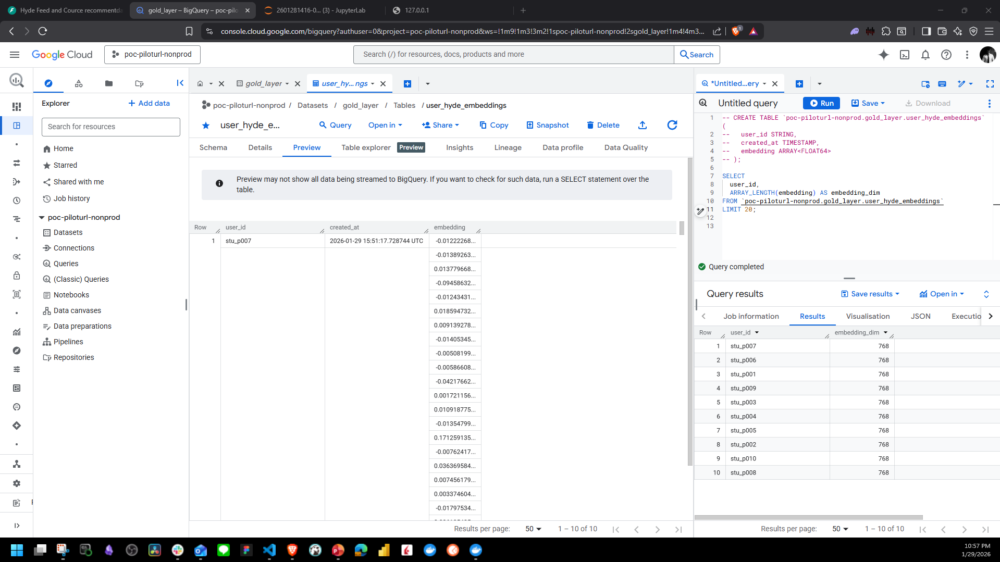 Hyde Feed and Cource recommentda
gold_layer – BigQuery – poc-pilo
2601281416-0... (3) - JupyterLab
127.0.0.1
console.cloud.google.com/bigquery?authuser=0&project=poc-piloturl-nonprod&ws=!1m9!1m3!3m2!1spoc-piloturl-nonprod!2sgold_layer!1m4!4m3...
1
Google Cloud
poc-piloturl-nonprod
Search (/) for resources, docs, products and more
Search
Explorer
Add data
Search for resources
Home
Starred
Shared with me
Job history
poc-piloturl-nonprod
Datasets
Connections
Queries
(Classic) Queries
Notebooks
Data canvases
Data preparations
Pipelines
Repositories
gold_layer
user_hy...ngs
poc-piloturl-nonprod / Datasets / gold_layer / Tables / user_hyde_embeddings
user_hyde_e...
Query
Open in
Share
Copy
Snapshot
Delete
Schema
Details
Preview
Table explorer
Preview
Insights
Lineage
Data profile
Data Quality
Preview may not show all data being streamed to BigQuery. If you want to check for such data, run a SELECT statement over the
table.
Row user_id created_at embedding
1 stu_p007 2026-01-29 15:51:17.728744 UTC -0.01222268...
-0.01389263...
0.013779668...
-0.09458632...
-0.01243431...
0.018594732...
0.009139278...
-0.01405345...
-0.00508199...
-0.00586608...
-0.04217662...
0.001721156...
0.010918775...
-0.01354799...
0.171259135...
-0.00762417...
0.036369584...
0.007456179...
0.003374604...
-0.01797534...
Results per page: 50 1 – 10 of 10
*Untitled...ery
Untitled query
Run
Save
Download
1 -- CREATE TABLE `poc-piloturl-nonprod.gold_layer.user_hyde_embeddings`
(
2 -- user_id STRING,
3 -- created_at TIMESTAMP,
4 -- embedding ARRAY<FLOAT64>
5 -- );
6
7 SELECT
8 user_id,
9 ARRAY_LENGTH(embedding) AS embedding_dim
10 FROM `poc-piloturl-nonprod.gold_layer.user_hyde_embeddings`
11 LIMIT 20;
12
13
Query completed
Query results
Save results
Open in
Job information
Results
Visualisation
JSON
Executio
Row user_id embedding_dim
1 stu_p007 768
2 stu_p006 768
3 stu_p001 768
4 stu_p009 768
5 stu_p003 768
6 stu_p004 768
7 stu_p005 768
8 stu_p002 768
9 stu_p010 768
10 stu_p008 768
Results per page: 50 1 – 10 of 10
10:57 PM
1/29/2026